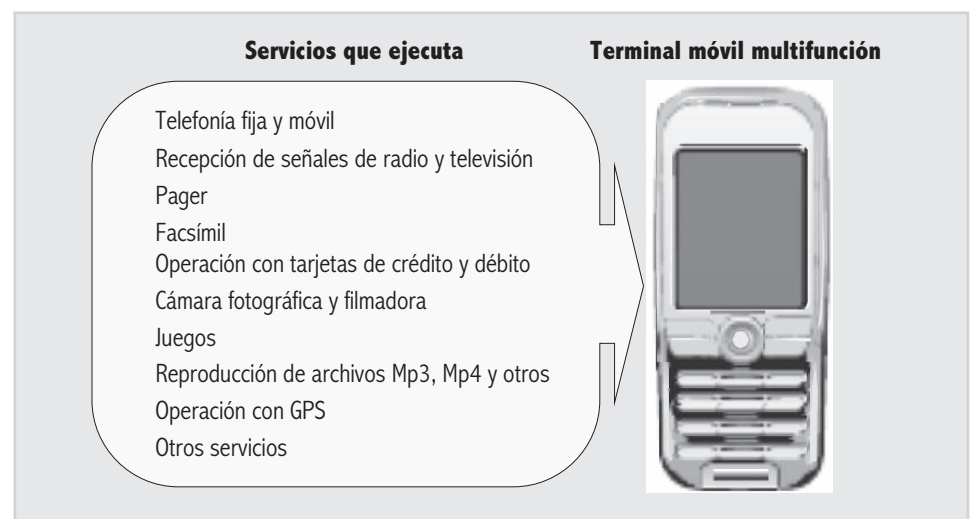 Servicios que ejecuta
Terminal móvil multifunción
Telefonía fija y móvil
Recepción de señales de radio y televisión
Pager
Facsímil
Operación con tarjetas de crédito y débito
Cámara fotográfica y filmadora
Juegos
Reproducción de archivos Mp3, Mp4 y otros
Operación con GPS
Otros servicios